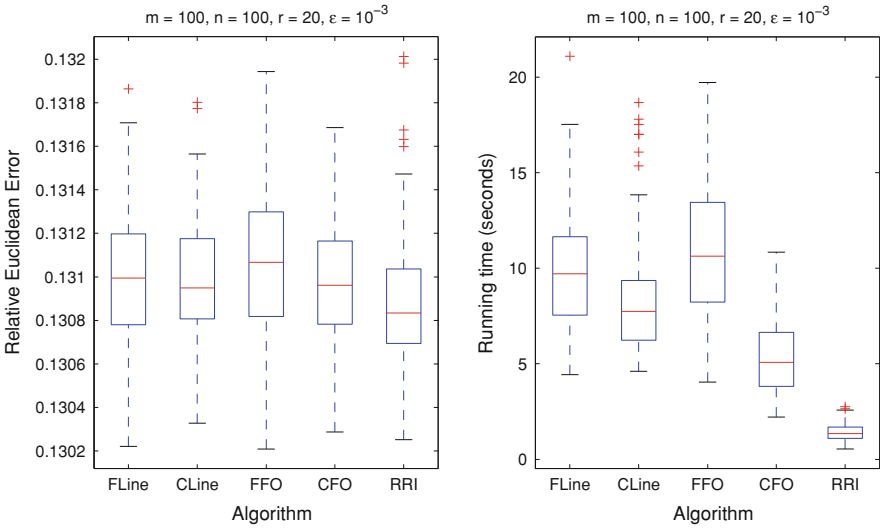 m = 100, n = 100, r = 20, ε = 10⁻³
Relative Euclidean Error
0.132
0.1318
0.1316
0.1314
0.1312
0.131
0.1308
0.1306
0.1304
0.1302
FLine CLine FFO CFO RRI
Algorithm
m = 100, n = 100, r = 20, ε = 10⁻³
Running time (seconds)
20
15
10
5
0
FLine CLine FFO CFO RRI
Algorithm